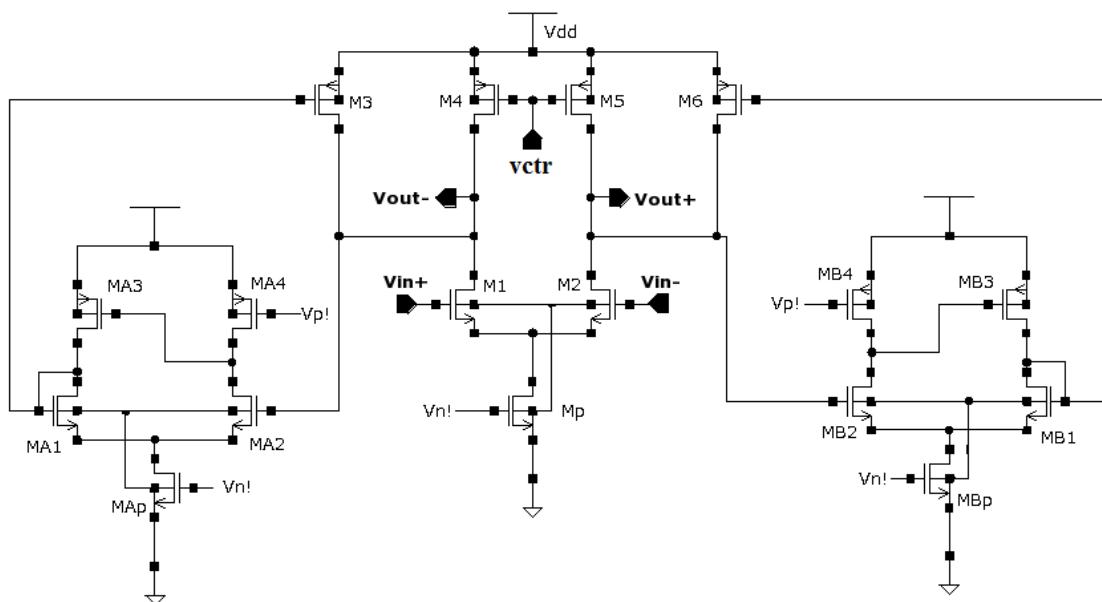 Vdd
M3
M4
M5
M6
vctr
Vout-
Vout+
MA3
MA4
Vp!
Vin+
M1
M2
Vin-
MB4
MB3
Vp!
Vn!
Mp
MA1
MA2
MB2
MB1
MAp
Vn!
Vn!
MBp